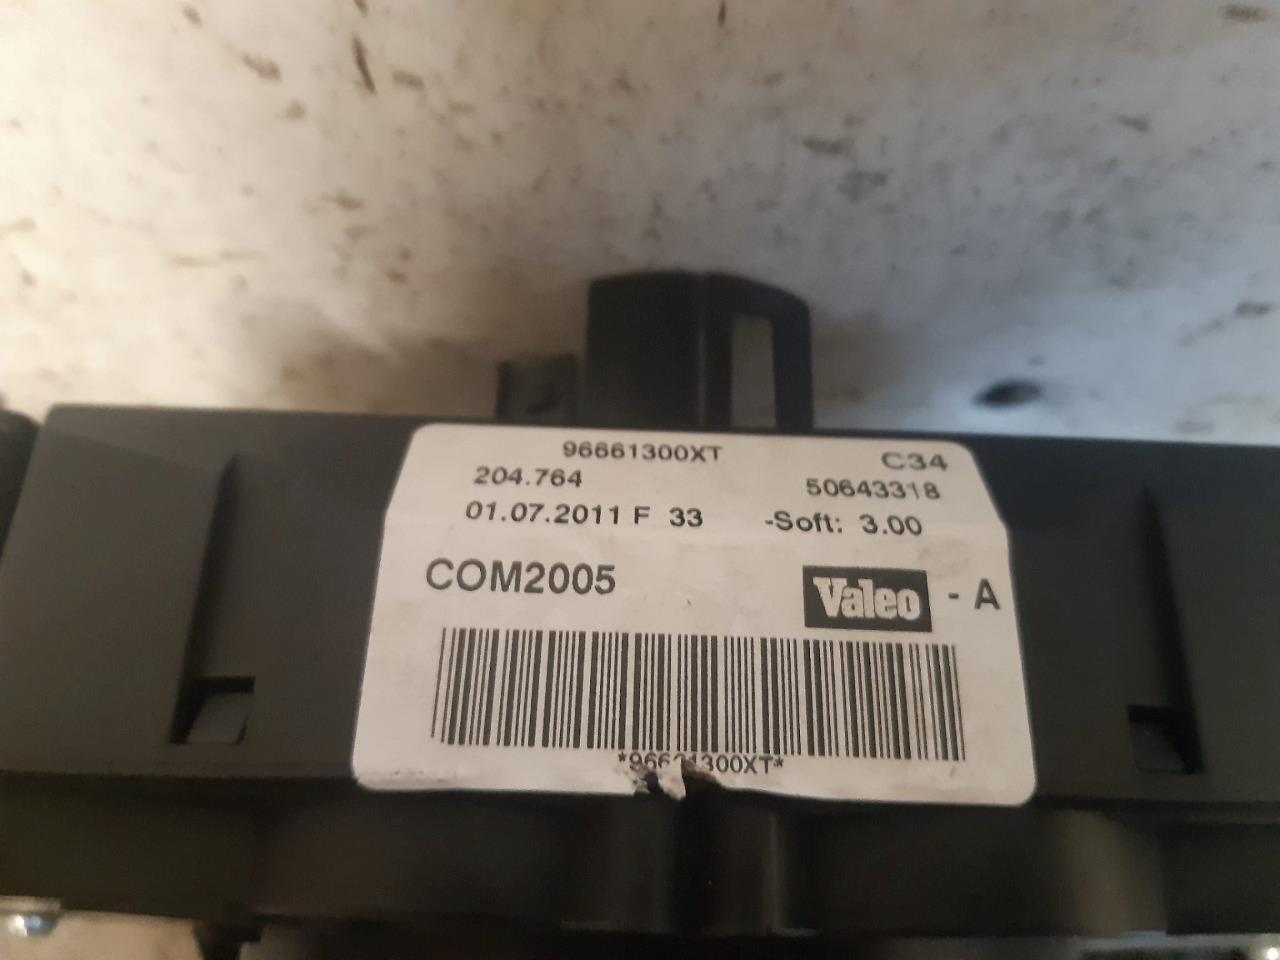 96661300XT C34
204.764 50643318
01.07.2011 F 33 -Soft: 3.00
COM2005 Valeo - A